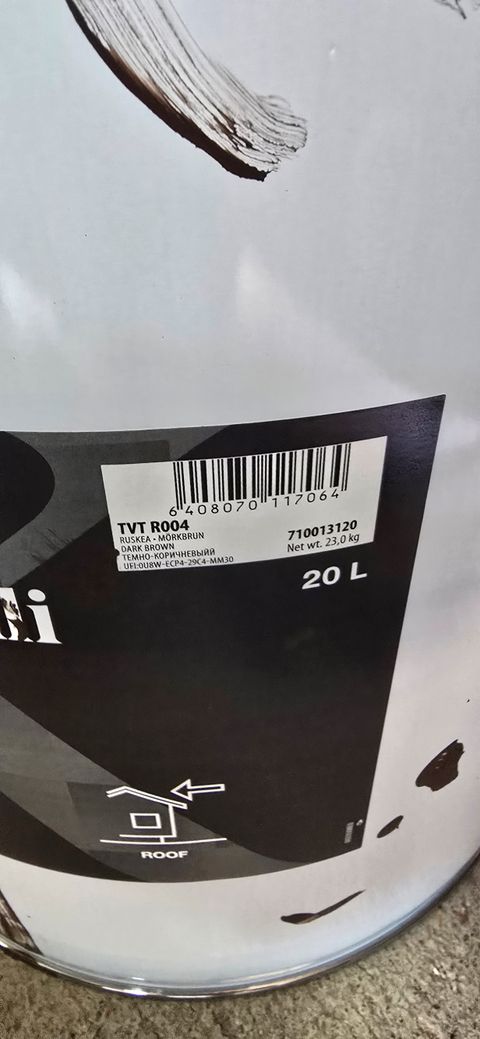 6 408070 117064
TVT R004
710013120
RUSKEA • MÖRKBRUN
Net wt. 23,0 kg
DARK BROWN
ТЕМНО-КОРИЧНЕВЫЙЙ
UFI:0U8W-ECP4-29C4-MM30
20 L
ROOF